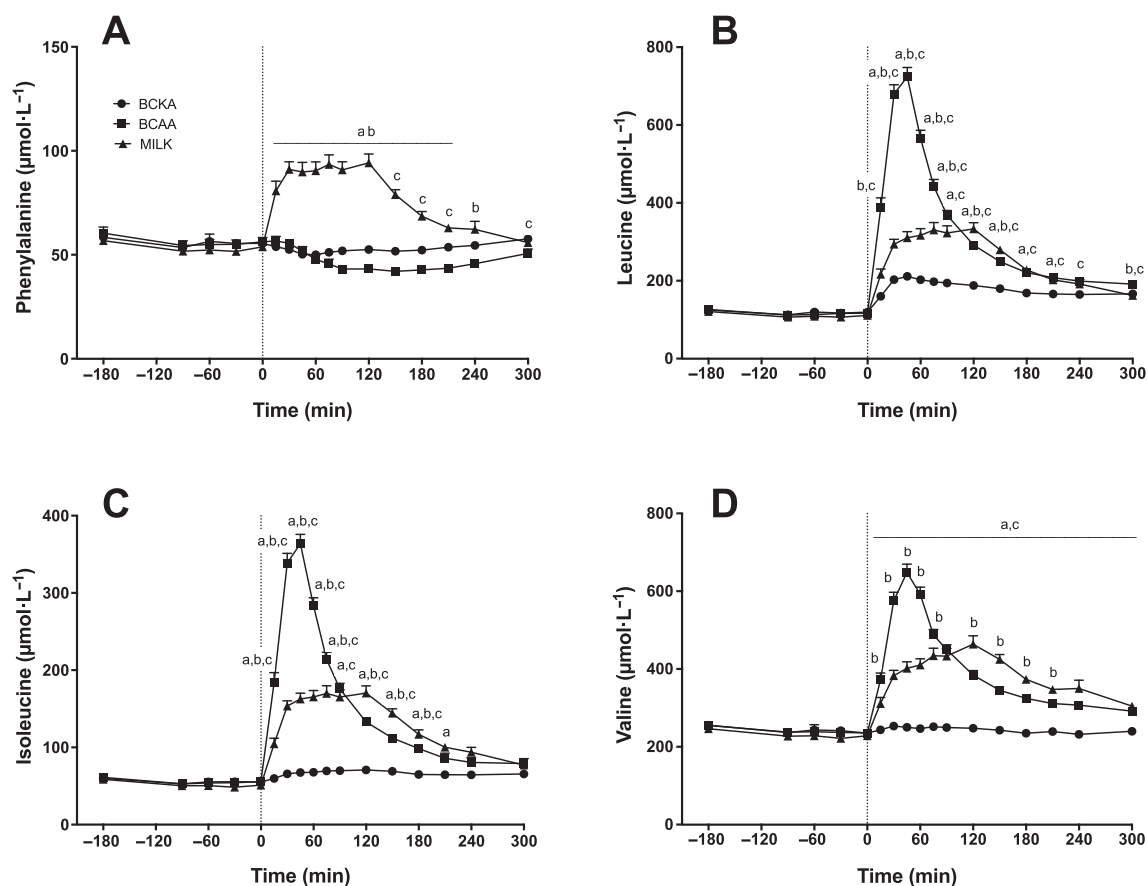 A
Phenylalanine (μmol·L−1)
150
100
50
0
BCKA
BCAA
MILK
a b
c
c
c
b
c
−180 −120 −60 0 60 120 180 240 300
Time (min)
B
Leucine (μmol·L−1)
800
600
400
200
0
b,c
a,b,c
a,b,c
a,b,c
a,b,c
a,c
a,b,c
a,b,c
a,c
a,c
c
b,c
−180 −120 −60 0 60 120 180 240 300
Time (min)
C
Isoleucine (μmol·L−1)
400
300
200
100
0
a,b,c
a,b,c
a,b,c
a,b,c
a,b,c
a,c
a,b,c
a,b,c
a,b,c
a
−180 −120 −60 0 60 120 180 240 300
Time (min)
D
Valine (μmol·L−1)
800
600
400
200
0
a,c
b
b
b
b
b
b
b
b
b
−180 −120 −60 0 60 120 180 240 300
Time (min)